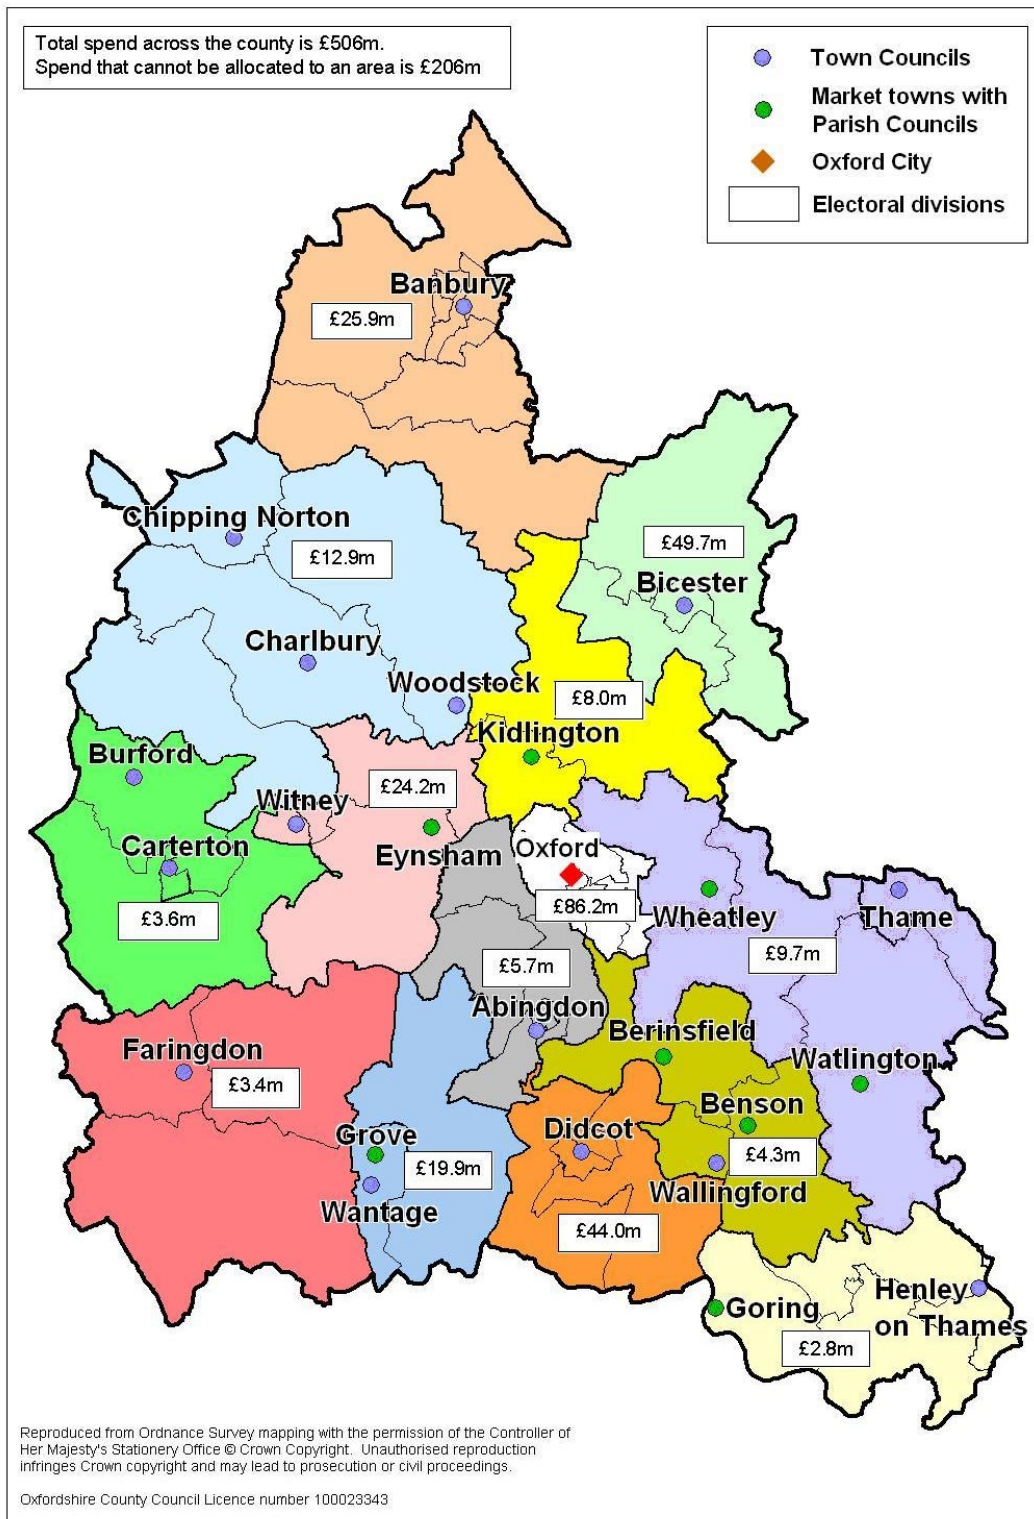 Total spend across the county is £506m.
Spend that cannot be allocated to an area is £206m
Town Councils
Market towns with
Parish Councils
Oxford City
Electoral divisions
Banbury
£25.9m
Chipping Norton
£12.9m
£49.7m
Bicester
Charlbury
Woodstock
£8.0m
Kidlington
Burford
£24.2m
Witney
Carterton
Eynsham
Oxford
£3.6m
£86.2m
Wheatley
Thame
£9.7m
£5.7m
Abingdon
Berinsfield
Faringdon
Watlington
£3.4m
Benson
Grove
Didcot
£19.9m
£4.3m
Wantage
Wallingford
£44.0m
Goring
Henley
on Thames
£2.8m
Reproduced from Ordnance Survey mapping with the permission of the Controller of
Her Majesty's Stationery Office © Crown Copyright. Unauthorised reproduction
infringes Crown copyright and may lead to prosecution or civil proceedings.
Oxfordshire County Council Licence number 100023343